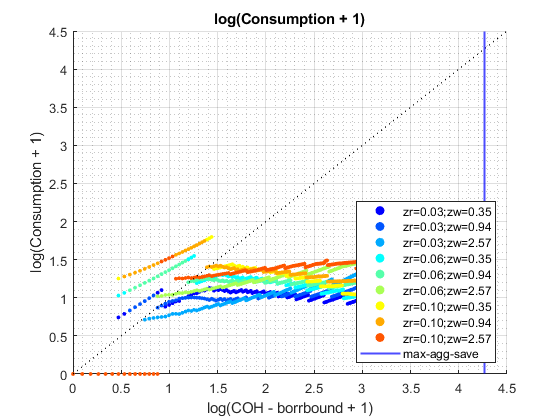 log(Consumption + 1)
log(Consumption + 1)
4.5
4
3.5
3
2.5
2
1.5
1
0.5
0
0 0.5 1 1.5 2 2.5 3 3.5 4 4.5
log(COH - borrbound + 1)
zr=0.03;zw=0.35
zr=0.03;zw=0.94
zr=0.03;zw=2.57
zr=0.06;zw=0.35
zr=0.06;zw=0.94
zr=0.06;zw=2.57
zr=0.10;zw=0.35
zr=0.10;zw=0.94
zr=0.10;zw=2.57
max-agg-save